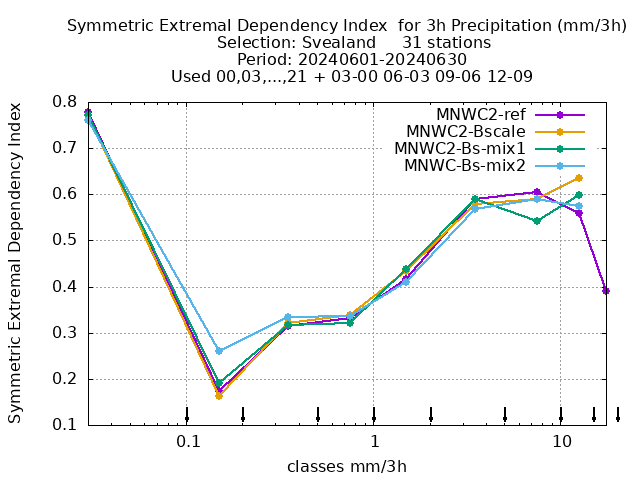 Symmetric Extremal Dependency Index  for 3h Precipitation (mm/3h)
Selection: Svealand     31 stations
Period: 20240601-20240630
Used 00,03,...,21 + 03-00 06-03 09-06 12-09
MNWC2-ref
MNWC2-Bscale
MNWC2-Bs-mix1
MNWC-Bs-mix2
Symmetric Extremal Dependency Index
0.8
0.7
0.6
0.5
0.4
0.3
0.2
0.1
0.1 1 10
classes mm/3h